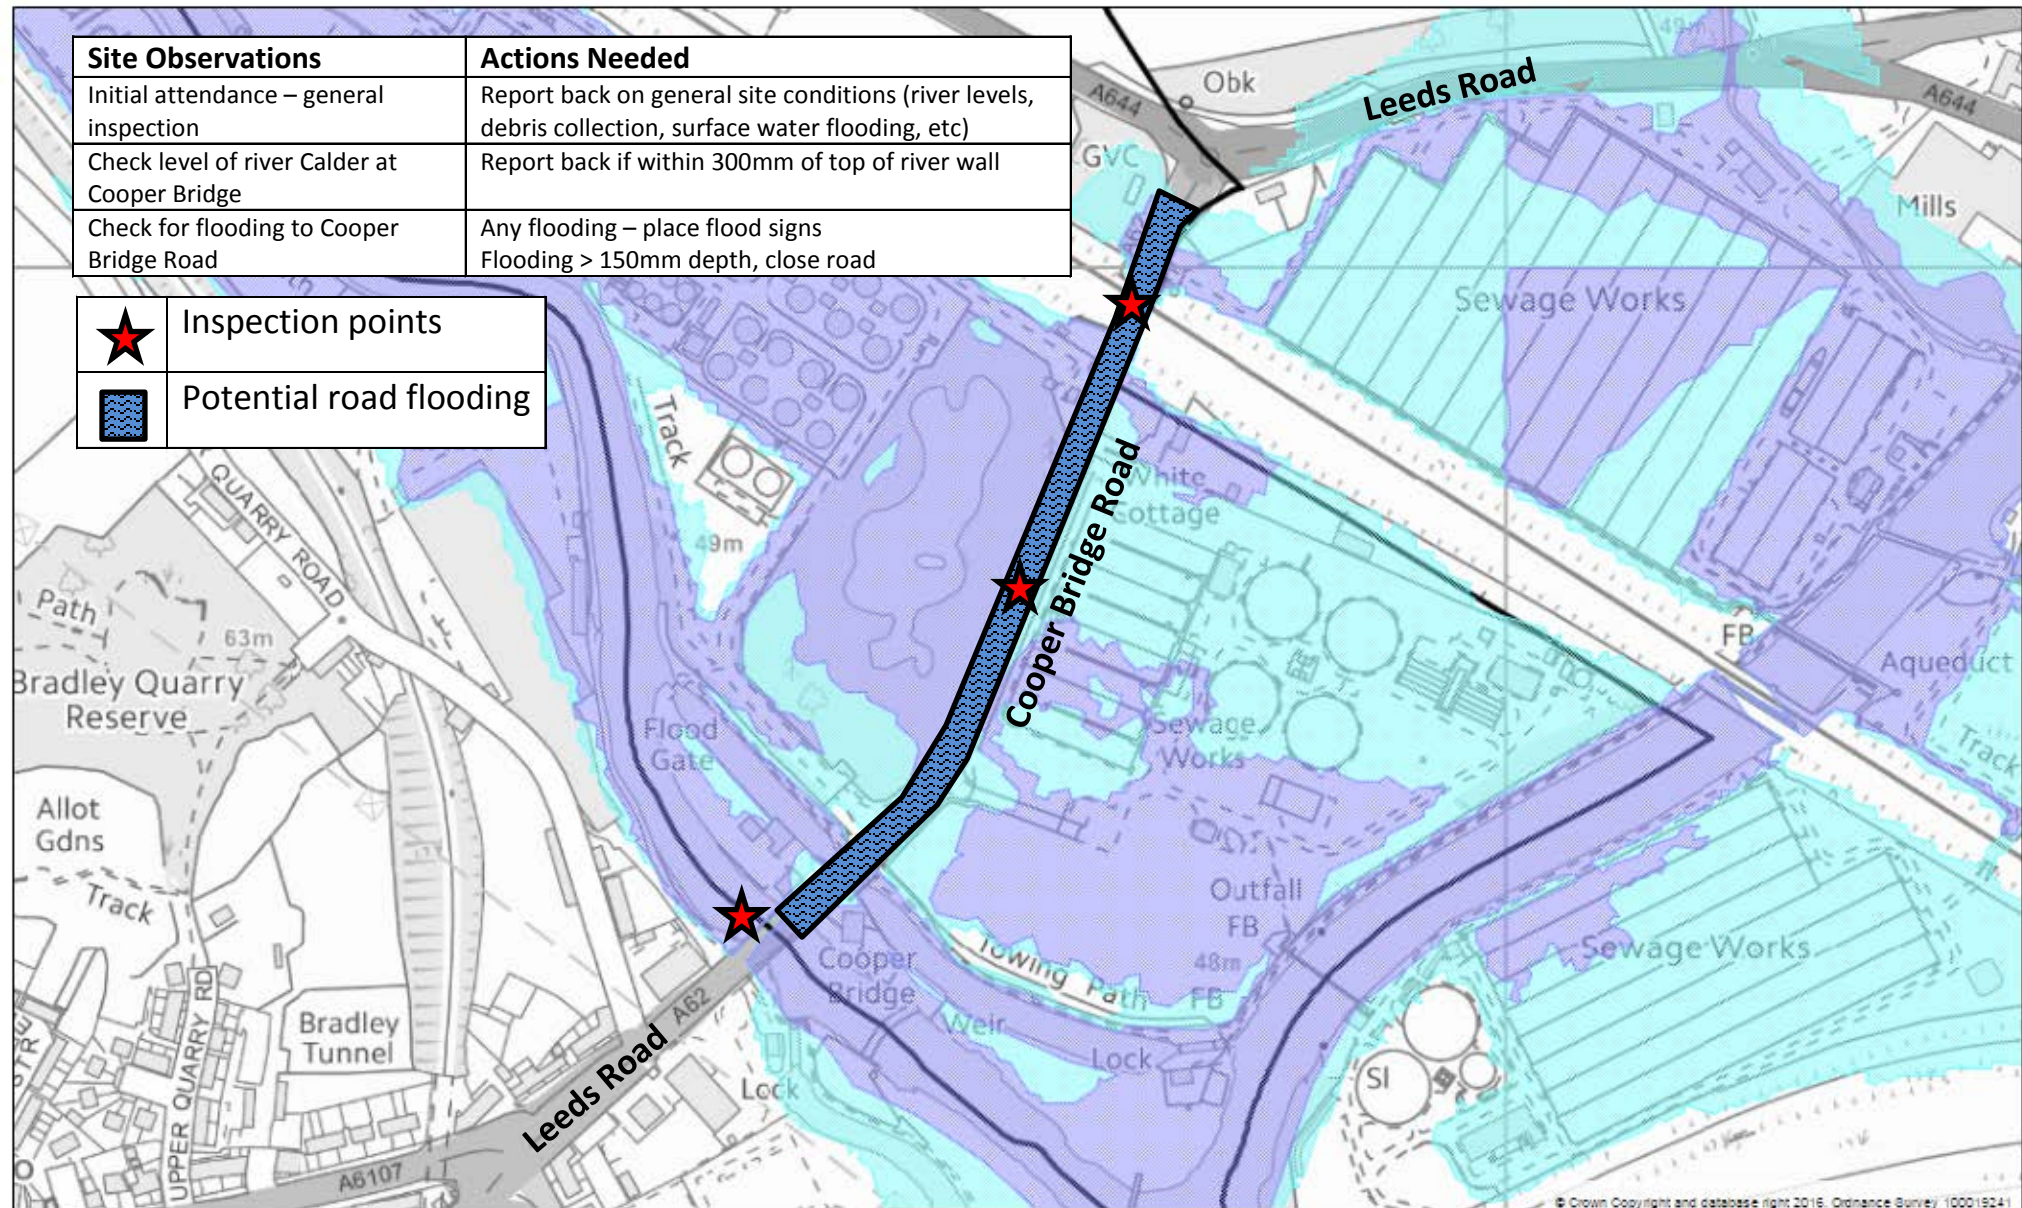 Site Observations
Actions Needed
Initial attendance – general
inspection
Report back on general site conditions (river levels,
debris collection, surface water flooding, etc)
Check level of river Calder at
Cooper Bridge
Report back if within 300mm of top of river wall
Check for flooding to Cooper
Bridge Road
Any flooding – place flood signs
Flooding > 150mm depth, close road
Inspection points
Potential road flooding
A644
Obk
Leeds Road
49m
A644
GVC
Mills
Sewage Works
Track
49m
White
Cottage
Cooper Bridge Road
QUARRY ROAD
Path
63m
Bradley Quarry
Reserve
FB
Aqueduct
Track
Flood
Gate
Sewage
Works
Allot
Gdns
Track
Outfall
FB
48m
Sewage Works
Cooper
Bridge
Towing Path
FB
Weir
Lock
A62
Leeds Road
Bradley
Tunnel
UPPER QUARRY RD
Lock
SI
A6107
© Crown Copyright and database right 2016. Ordnance Survey 100019241